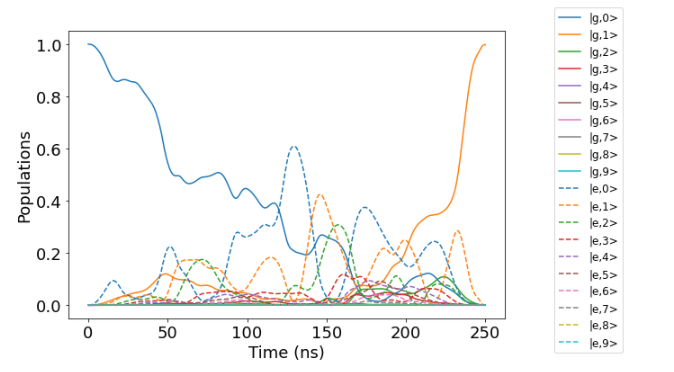 1.0
0.8
0.6
0.4
0.2
0.0
Populations
0
50
100
150
200
250
Time (ns)
|g,0>
|g,1>
|g,2>
|g,3>
|g,4>
|g,5>
|g,6>
|g,7>
|g,8>
|g,9>
|e,0>
|e,1>
|e,2>
|e,3>
|e,4>
|e,5>
|e,6>
|e,7>
|e,8>
|e,9>